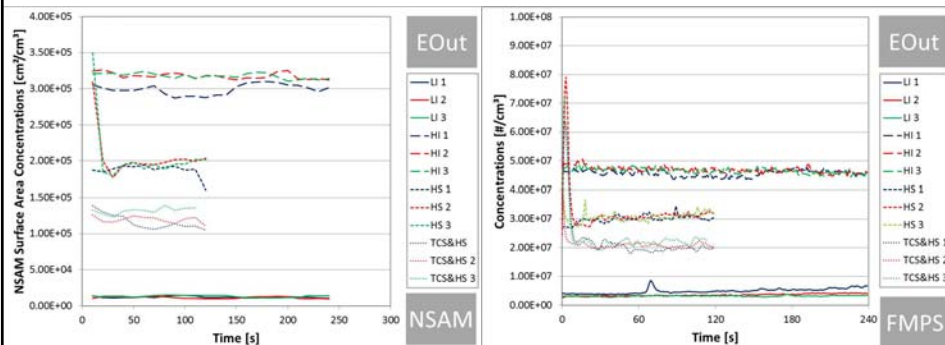 4.00E+05
3.50E+05
3.00E+05
2.50E+05
2.00E+05
1.50E+05
1.00E+05
5.00E+04
0.00E+00
NSAM Surface Area Concentrations [cm²/cm³]
0 50 100 150 200 250 300
Time [s]
EOut
LI 1
LI 2
LI 3
HI 1
HI 2
HI 3
HS 1
HS 2
HS 3
TCS&HS
TCS&HS 2
TCS&HS 3
NSAM
1.00E+08
9.00E+07
8.00E+07
7.00E+07
6.00E+07
5.00E+07
4.00E+07
3.00E+07
2.00E+07
1.00E+07
0.00E+00
Concentrations [#/cm³]
0 60 120 180 240
Time [s]
EOut
LI 1
LI 2
LI 3
HI 1
HI 2
HI 3
HS 1
HS 2
HS 3
TCS&HS 1
TCS&HS 2
TCS&HS 3
FMPS